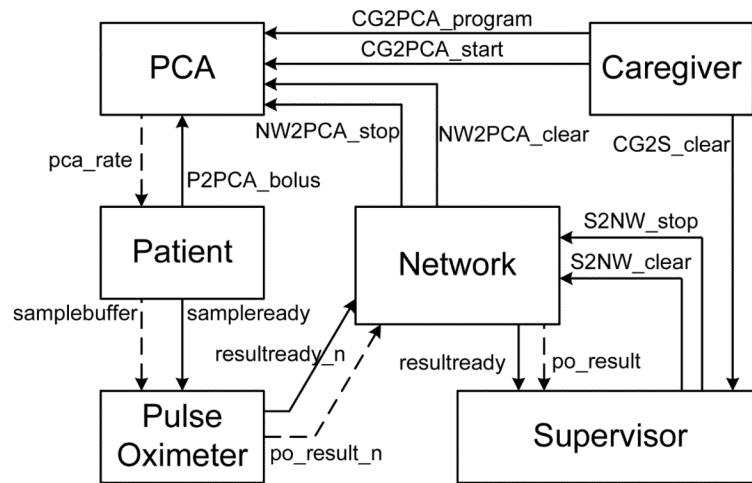 CG2PCA_program
PCA
CG2PCA_start
Caregiver
NW2PCA_stop
NW2PCA_clear
CG2S_clear
pca_rate
P2PCA_bolus
Patient
Network
S2NW_stop
S2NW_clear
samplebuffer
sampleready
resultready_n
resultready
po_result
Pulse
Oximeter
po_result_n
Supervisor